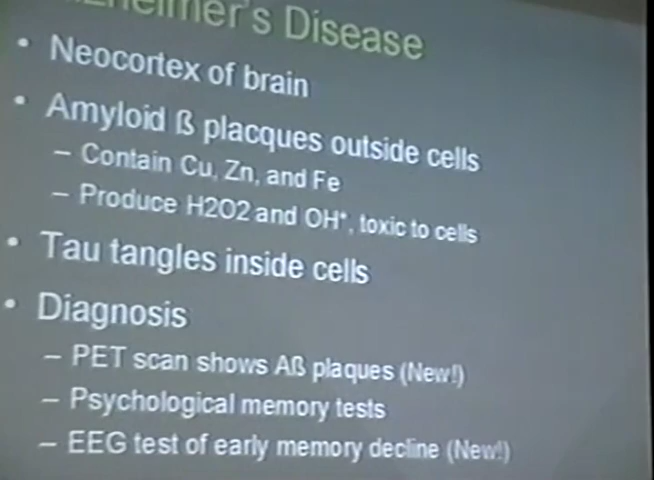 Alzheimer's Disease
• Neocortex of brain
• Amyloid ß placques outside cells
– Contain Cu, Zn, and Fe
– Produce H2O2 and OH*, toxic to cells
• Tau tangles inside cells
• Diagnosis
– PET scan shows Aß plaques (New!)
– Psychological memory tests
– EEG test of early memory decline (New!)